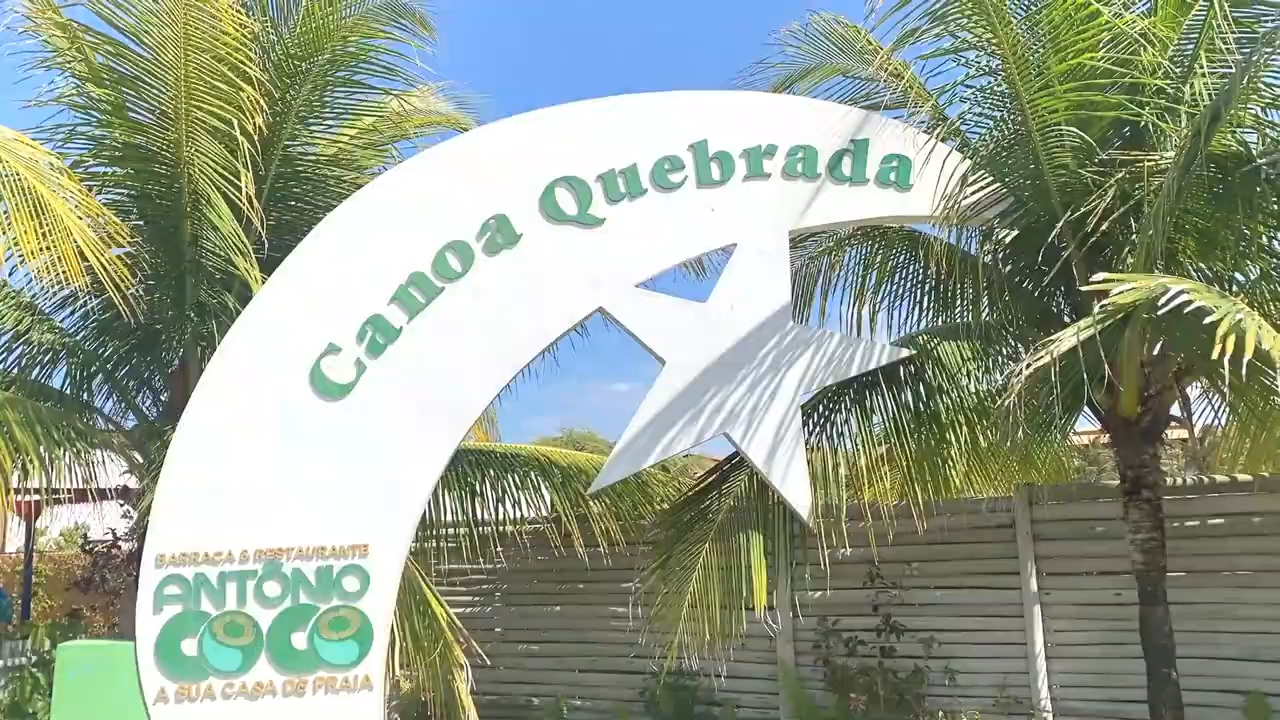 Canoa Quebrada
BARRACA & RESTAURANTE
ANTÔNIO
COCO
A SUA CASA DE PRAIA